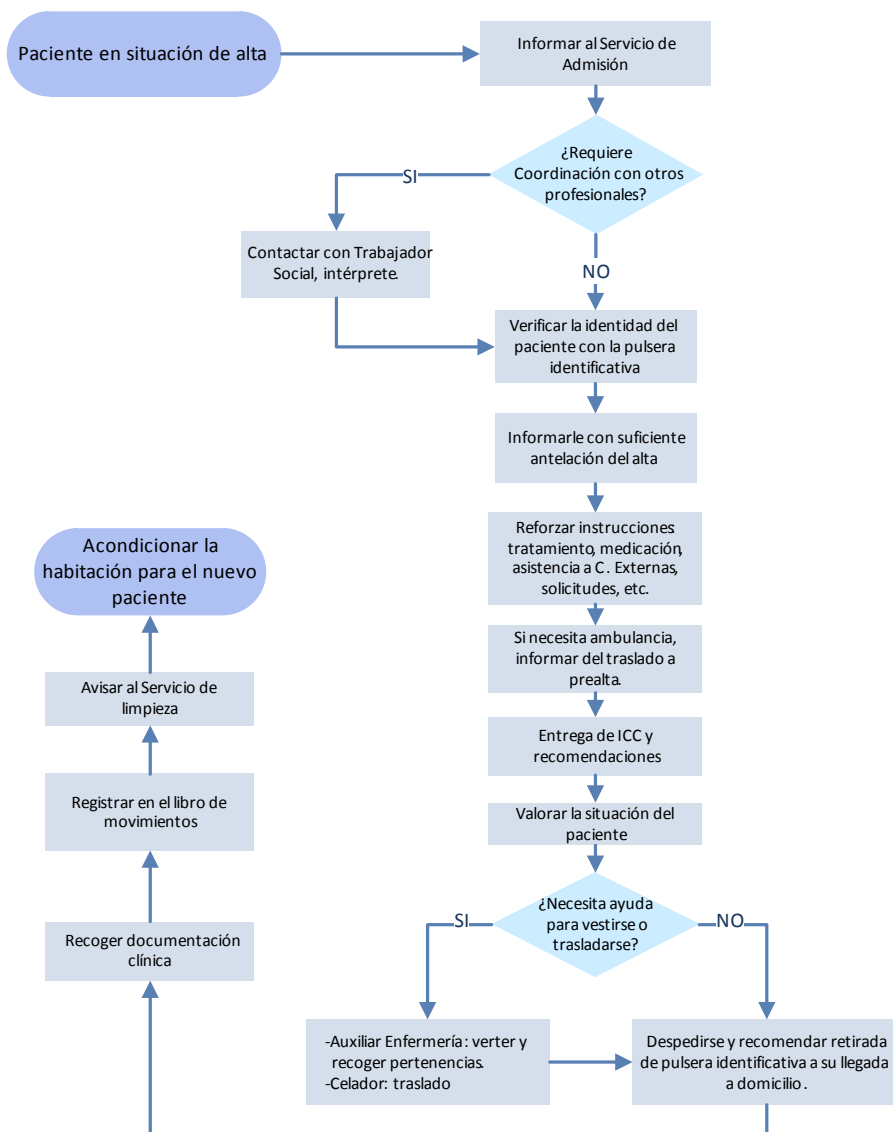 Paciente en situación de alta
Informar al Servicio de
Admisión
¿Requiere
Coordinación con otros
profesionales?
SI
NO
Contactar con Trabajador
Social, intérprete.
Verificar la identidad del
paciente con la pulsera
identificativa
Informarle con suficiente
antelación del alta
Reforzar instrucciones:
tratamiento, medicación,
asistencia a C. Externas,
solicitudes, etc.
Si necesita ambulancia,
informar del traslado a
prealta.
Entrega de ICC y
recomendaciones
Valorar la situación del
paciente
¿Necesita ayuda
para vestirse o
trasladarse?
SI
NO
-Auxiliar Enfermería: verter y
recoger pertenencias.
-Celador: traslado
Despedirse y recomendar retirada
de pulsera identificativa a su llegada
a domicilio.
Recoger documentación
clínica
Registrar en el libro de
movimientos
Avisar al Servicio de
limpieza
Acondicionar la
habitación para el nuevo
paciente